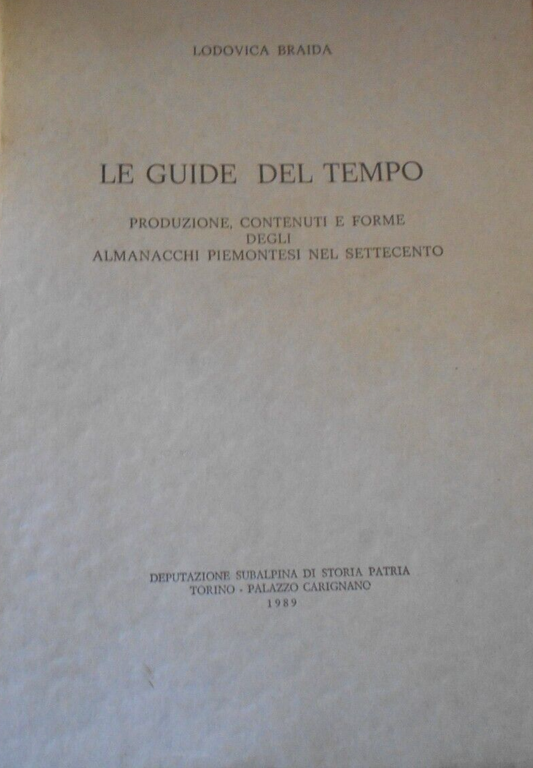 LODOVICA BRAIDA
LE GUIDE DEL TEMPO
PRODUZIONE, CONTENUTI E FORME
DEGLI
ALMANACCHI PIEMONTESI NEL SETTECENTO
DEPUTAZIONE SUBALPINA DI STORIA PATRIA
TORINO - PALAZZO CARIGNANO
1989